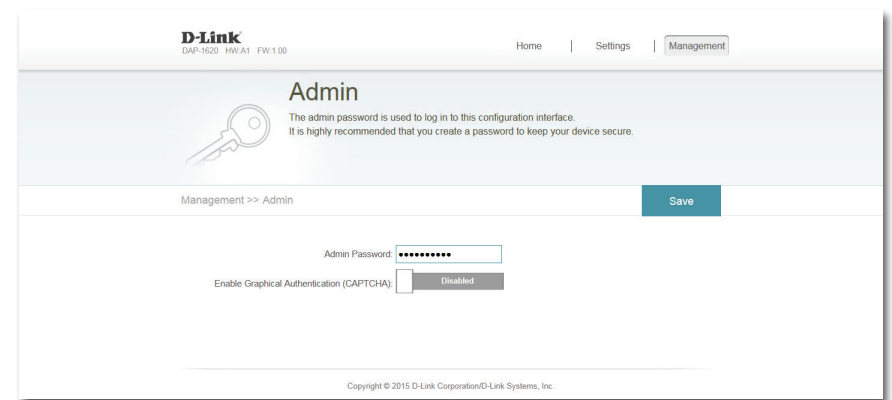 D-Link
DAP-1620 HW:A1 FW:1.00
Home | Settings | Management
Admin
The admin password is used to log in to this configuration interface.
It is highly recommended that you create a password to keep your device secure.
Management >> Admin
Save
Admin Password: ••••••••••
Enable Graphical Authentication (CAPTCHA): Disabled
Copyright © 2015 D-Link Corporation/D-Link Systems, Inc.